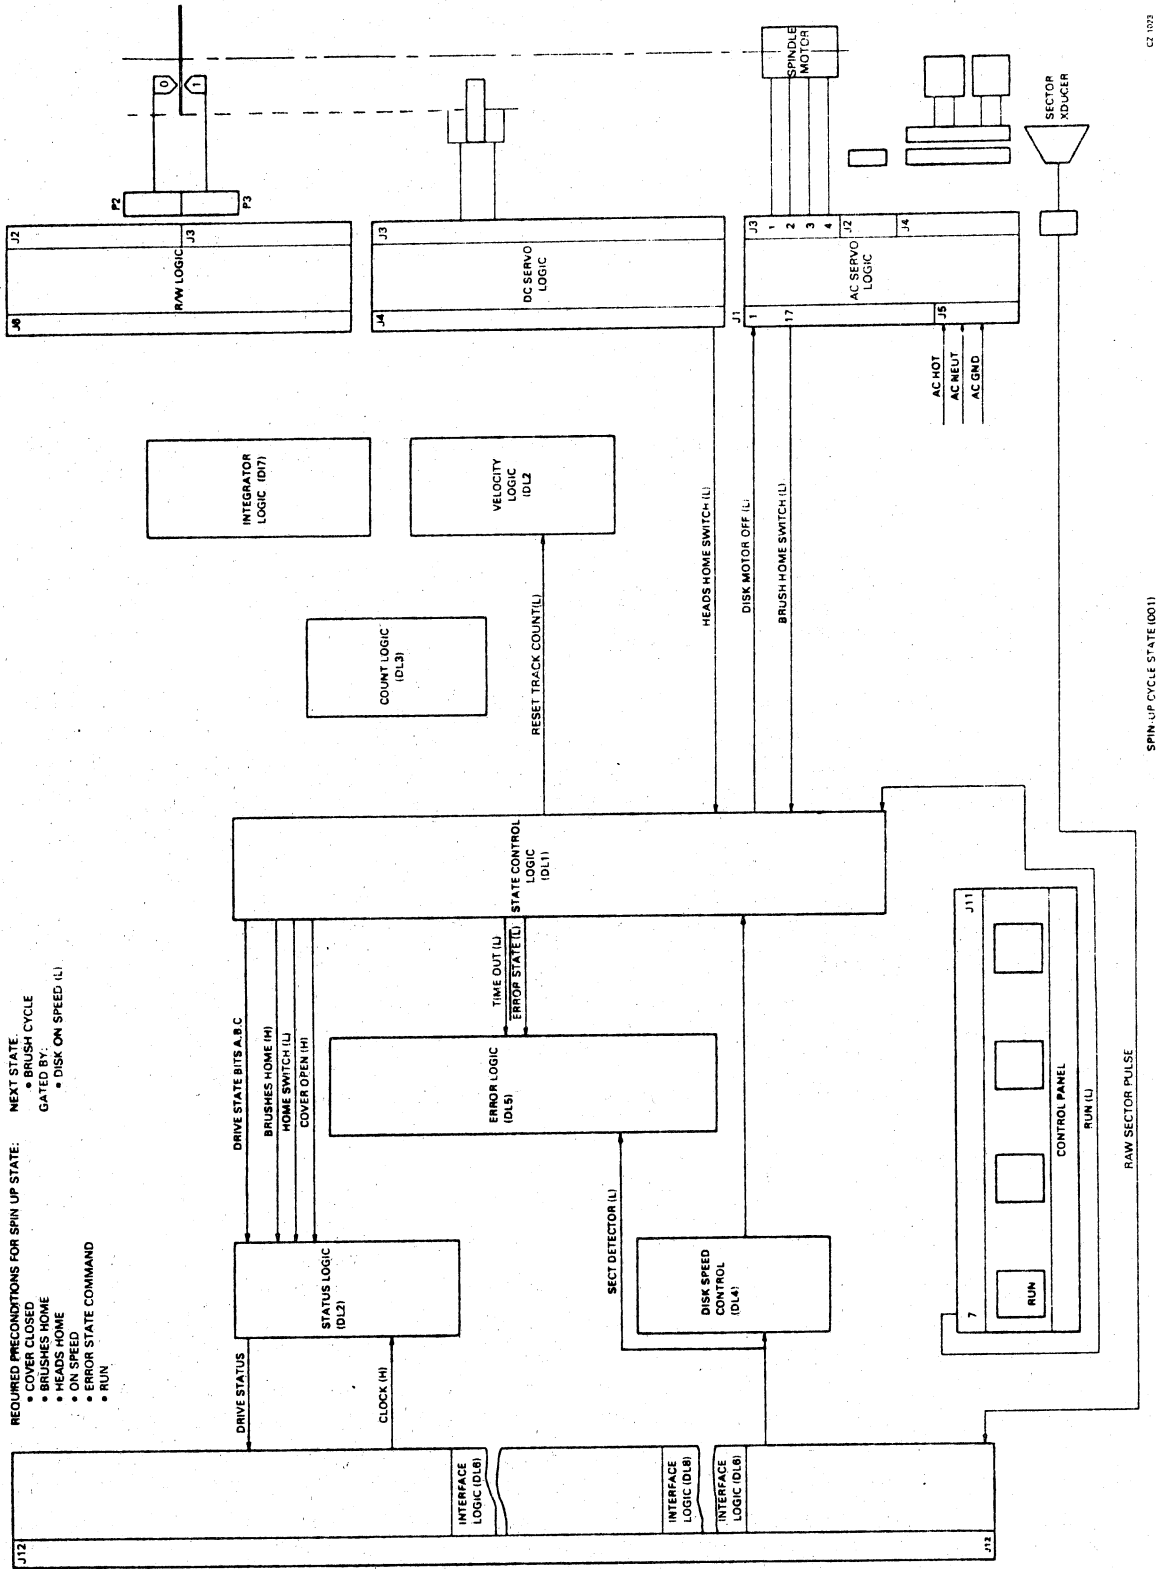 REQUIRED PRECONDITIONS FOR SPIN UP STATE:
• COVER CLOSED
• BRUSHES HOME
• HEADS HOME
• ON SPEED
• ERROR STATE COMMAND
• RUN
NEXT STATE.
• BRUSH CYCLE
GATED BY:
• DISK ON SPEED (L)
J12
INTERFACE
LOGIC (DL6)
INTERFACE
LOGIC (DL8)
INTERFACE
LOGIC (DL6)
J12
DRIVE STATUS
CLOCK (H)
STATUS LOGIC
(DL2)
DRIVE STATE BITS A.B.C
BRUSHES HOME (H)
HOME SWITCH (L)
COVER OPEN (H)
SECT DETECTOR (L)
DISK SPEED
CONTROL
(DL4)
ERROR LOGIC
(DL5)
TIME OUT (L)
ERROR STATE (L)
STATE CONTROL
LOGIC
(DL1)
7
J11
RUN
CONTROL PANEL
RUN (L)
RAW SECTOR PULSE
RESET TRACK COUNT(L)
COUNT LOGIC
(DL3)
INTEGRATOR
LOGIC (DI7)
VELOCITY
LOGIC
(DL2
HEADS HOME SWITCH (L)
DISK MOTOR OFF (L)
BRUSH HOME SWITCH (L)
AC HOT
AC NEUT
AC GND
J6
R/W LOGIC
J2
J3
P2
P3
0
1
J4
DC SERVO
LOGIC
J3
J1
1
17
J5
AC SERVO
LOGIC
J3
1
2
3
4
J2
J4
SPINDLE
MOTOR
SECTOR
XDUCER
SPIN-UP CYCLE STATE (001)
CZ 1023